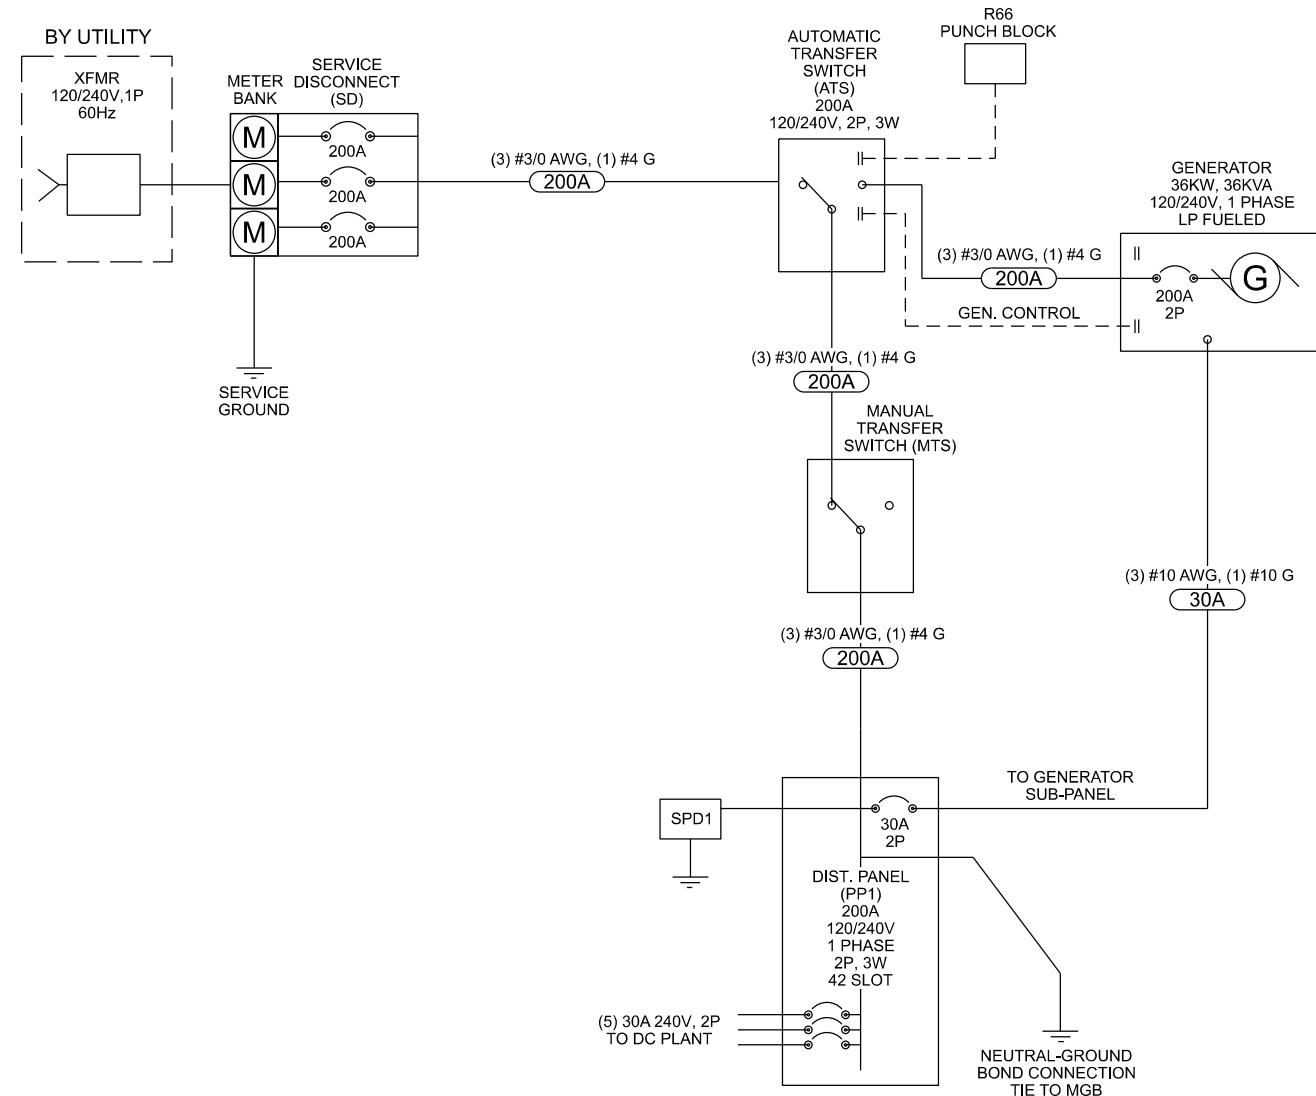 BY UTILITY
XFMR
120/240V,1P
60Hz
METER
BANK
SERVICE
DISCONNECT
(SD)
M
M
M
200A
200A
200A
SERVICE
GROUND
(3) #3/0 AWG, (1) #4 G
200A
AUTOMATIC
TRANSFER
SWITCH
(ATS)
200A
120/240V, 2P, 3W
R66
PUNCH BLOCK
GENERATOR
36KW, 36KVA
120/240V, 1 PHASE
LP FUELED
(3) #3/0 AWG, (1) #4 G
200A
GEN. CONTROL
200A
2P
G
(3) #3/0 AWG, (1) #4 G
200A
MANUAL
TRANSFER
SWITCH (MTS)
(3) #10 AWG, (1) #10 G
30A
(3) #3/0 AWG, (1) #4 G
200A
TO GENERATOR
SUB-PANEL
SPD1
30A
2P
DIST. PANEL
(PP1)
200A
120/240V
1 PHASE
2P, 3W
42 SLOT
(5) 30A 240V, 2P
TO DC PLANT
NEUTRAL-GROUND
BOND CONNECTION
TIE TO MGB